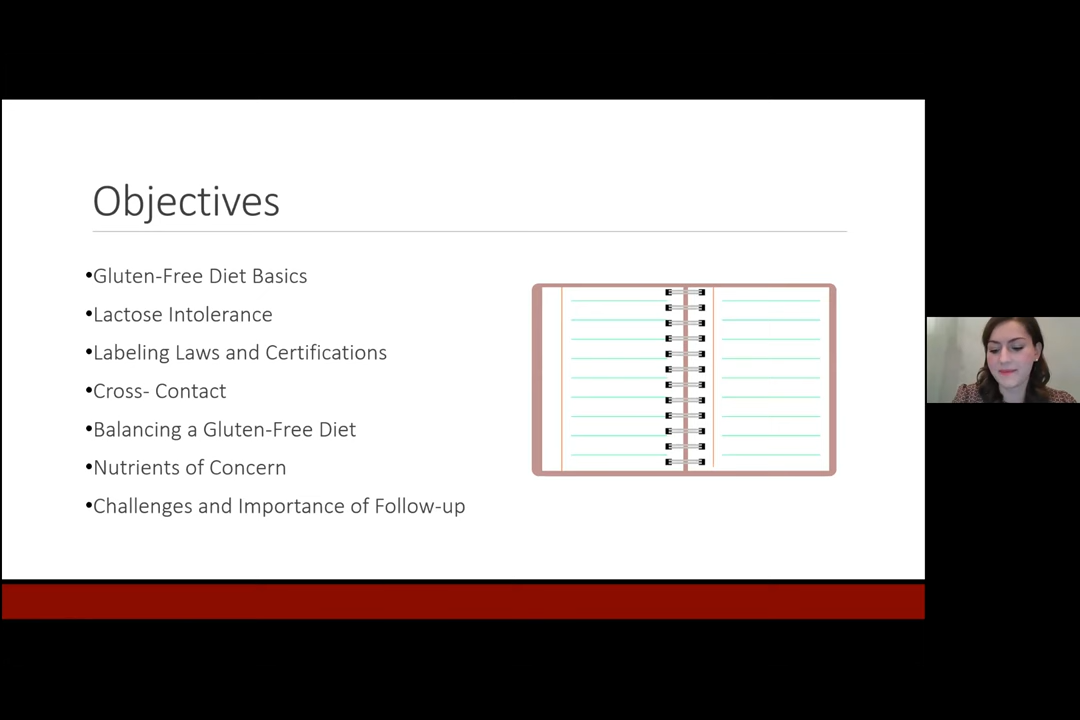 Objectives
•Gluten-Free Diet Basics
•Lactose Intolerance
•Labeling Laws and Certifications
•Cross- Contact
•Balancing a Gluten-Free Diet
•Nutrients of Concern
•Challenges and Importance of Follow-up